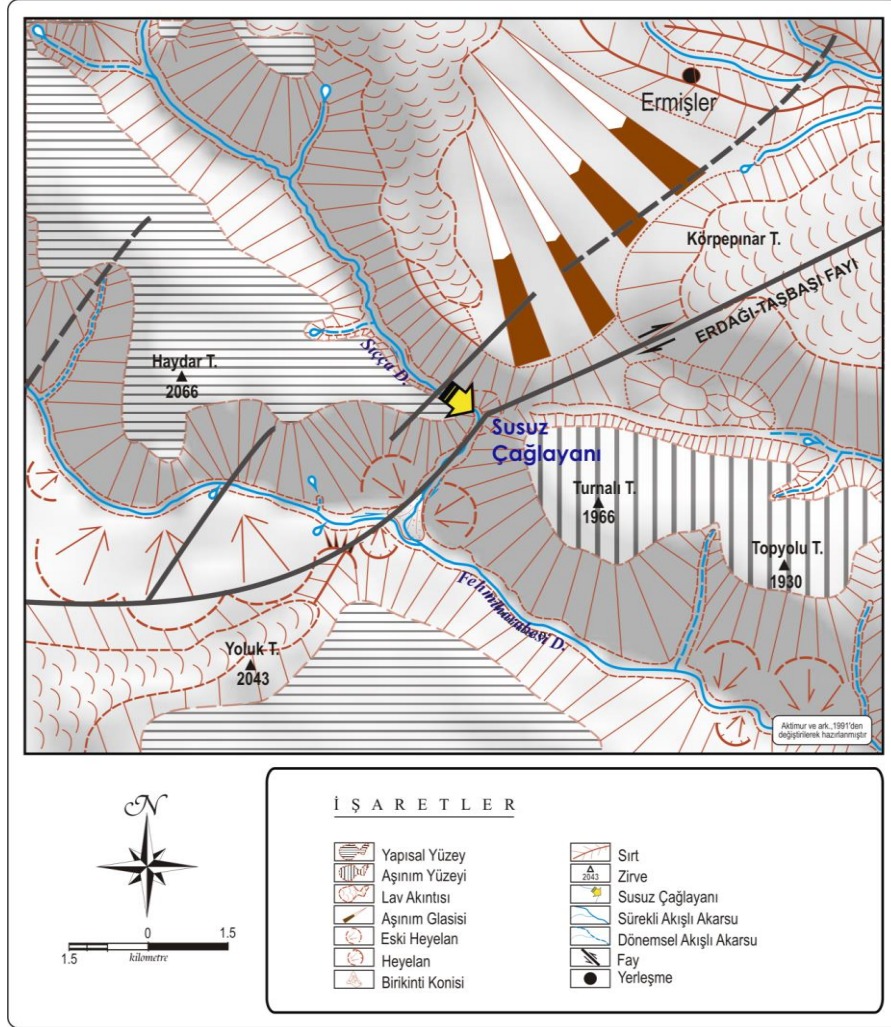 Ermişler
Körpepınar T.
ERDAĞI-TAŞBAŞI FAYI
Haydar T.
2066
Sıçça D.
Susuz
Çağlayanı
Turnalı T.
1966
Topyolu T.
1930
Yoluk T.
2043
Aktimur ve ark.,1991'den
değiştirilerek hazırlanmıştır
N
0
1.5
1.5
kilometre
İŞARETLER
Yapısal Yüzey
Aşınım Yüzeyi
Lav Akıntısı
Aşınım Glasisi
Eski Heyelan
Heyelan
Birikinti Konisi
Sırt
2043
Zirve
Susuz Çağlayanı
Sürekli Akışlı Akarsu
Dönemsel Akışlı Akarsu
Fay
Yerleşme